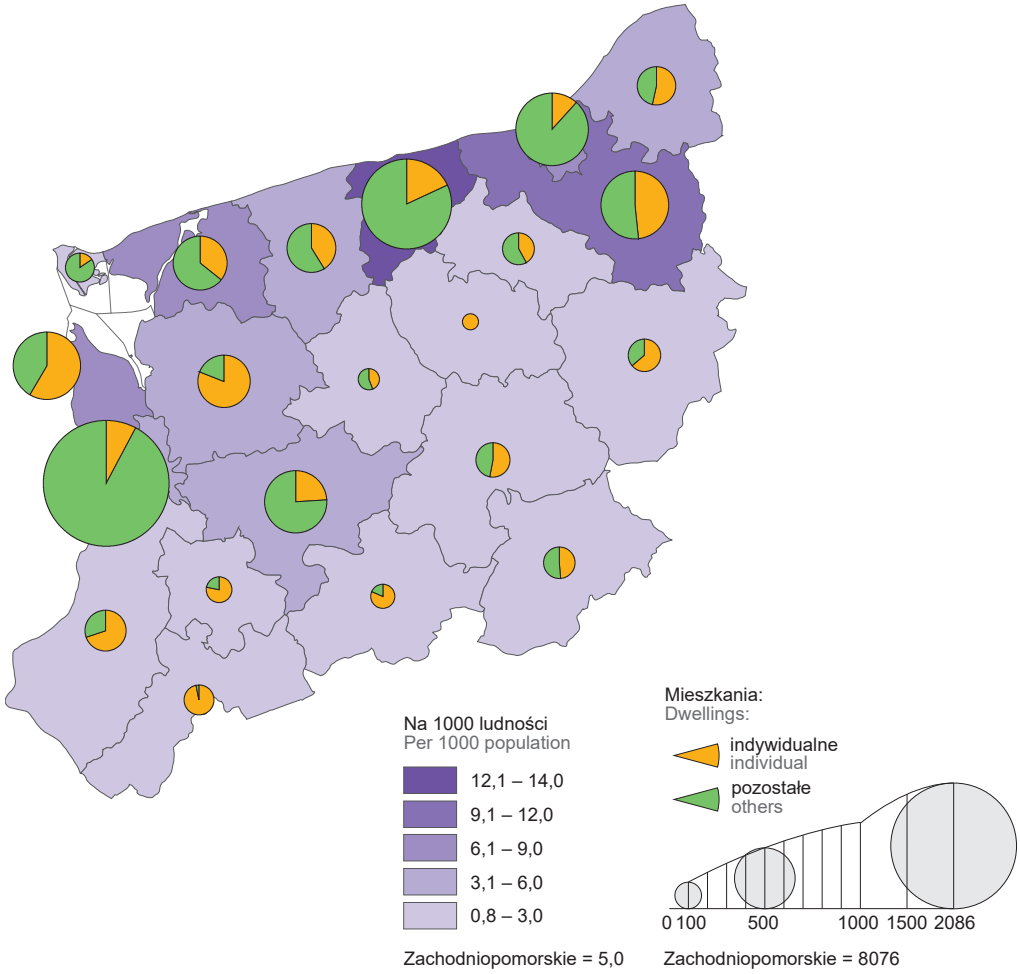 Na 1000 ludności
Per 1000 population
12,1 – 14,0
9,1 – 12,0
6,1 – 9,0
3,1 – 6,0
0,8 – 3,0
Zachodniopomorskie = 5,0
Mieszkania:
Dwellings:
indywidualne
individual
pozostałe
others
0 100 500 1000 1500 2086
Zachodniopomorskie = 8076